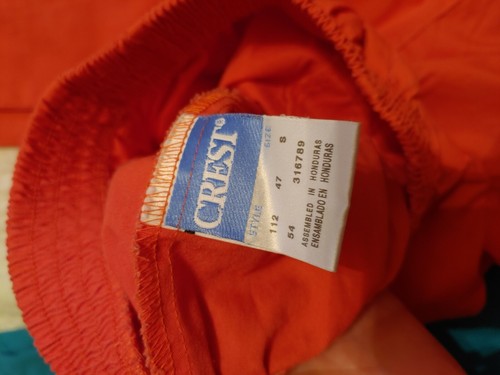 CREST®
SIZE
STYLE
S
47
112
316789
54
ASSEMBLED IN HONDURAS
ENSAMBLADO EN HONDURAS